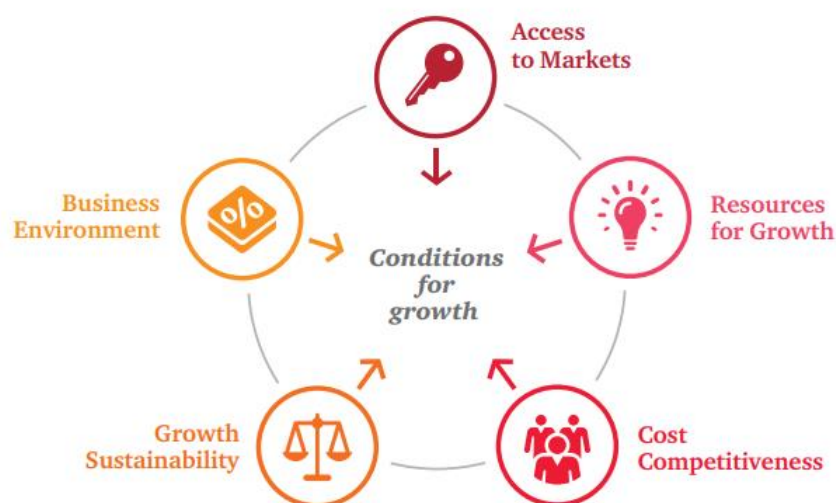 Access
to Markets
Business
Environment
%
Resources
for Growth
Conditions
for
growth
Growth
Sustainability
Cost
Competitiveness